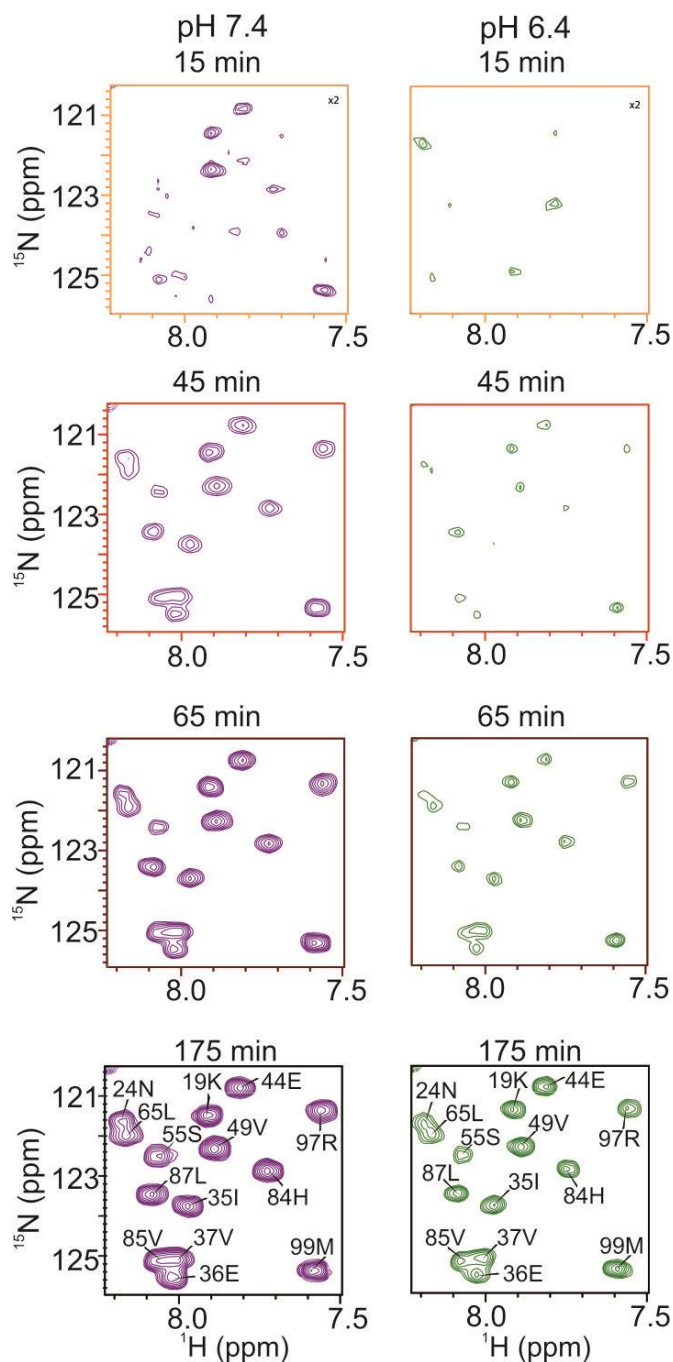 pH 7.4 pH 6.4
15 min 15 min
x2 x2
121
123
125
¹⁵N (ppm)
8.0 7.5 8.0 7.5
45 min 45 min
121
123
125
¹⁵N (ppm)
8.0 7.5 8.0 7.5
65 min 65 min
121
123
125
¹⁵N (ppm)
8.0 7.5 8.0 7.5
175 min 175 min
121
123
125
¹⁵N (ppm)
24N 19K 44E 24N 19K 44E
65L 65L
55S 49V 97R 55S 49V 97R
87L 35I 84H 87L 35I 84H
85V 37V 99M 85V 37V 99M
36E 36E
8.0 7.5 8.0 7.5
¹H (ppm) ¹H (ppm)